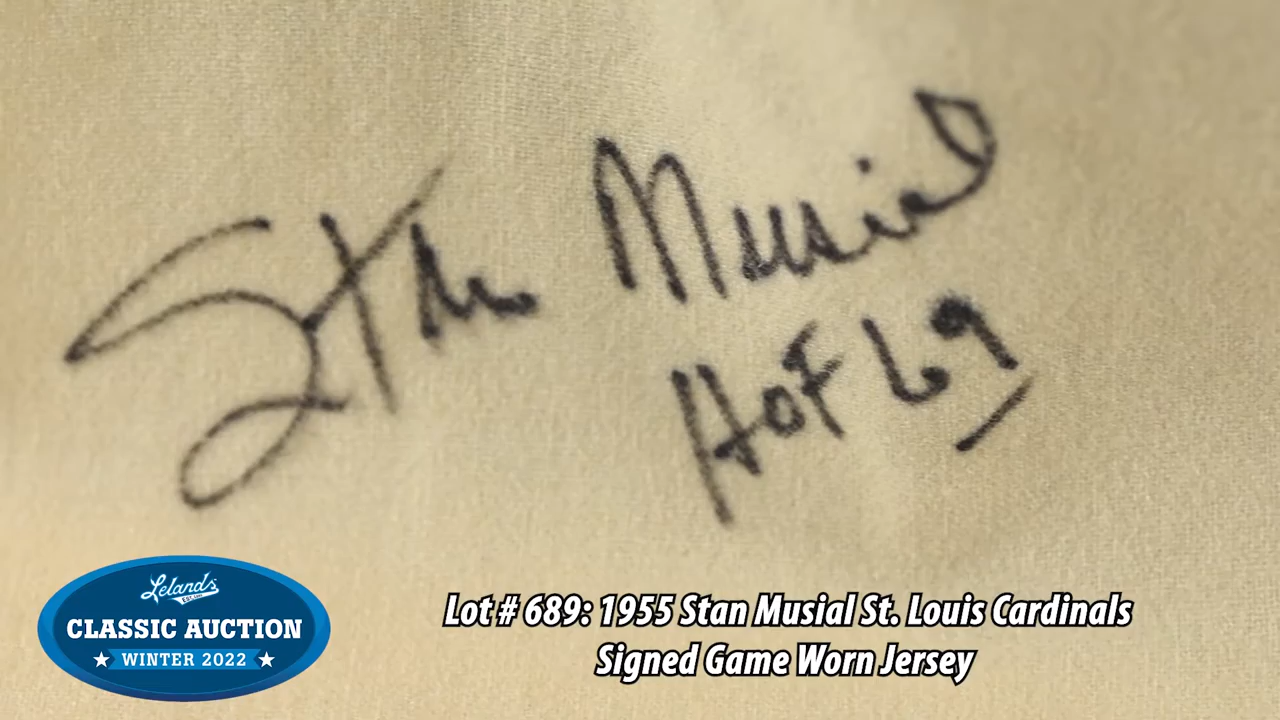 Stan Musial
HOF 69
Lelands
CLASSIC AUCTION
WINTER 2022
Lot # 689: 1955 Stan Musial St. Louis Cardinals
Signed Game Worn Jersey